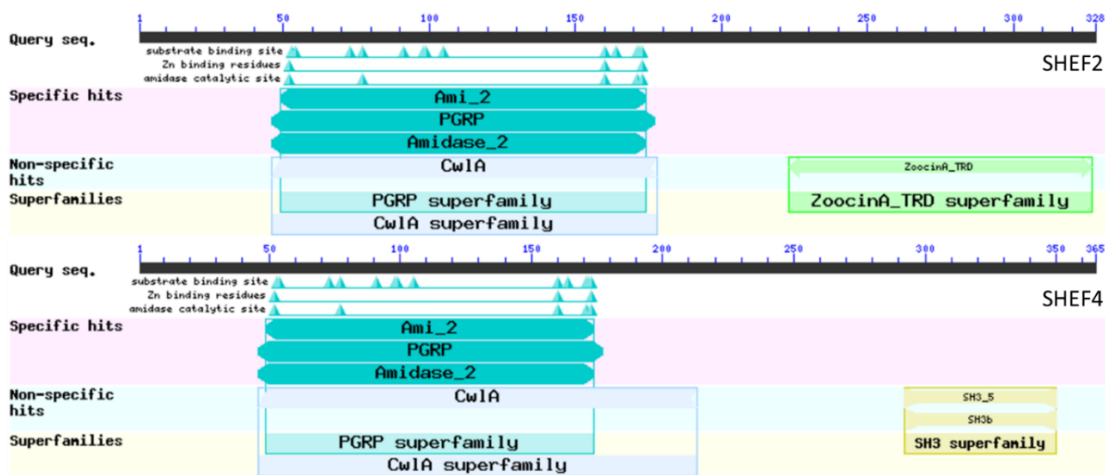 1 50 100 150 200 250 300 328
Query seq.
substrate binding site
Zn binding residues
amidase catalytic site
SHEF2
Specific hits
Ami_2
PGRP
Amidase_2
Non-specific hits
CwlA
ZoocinA_TRD
Superfamilies
PGRP superfamily
ZoocinA_TRD superfamily
CwlA superfamily
1 50 100 150 200 250 300 350 365
Query seq.
substrate binding site
Zn binding residues
amidase catalytic site
SHEF4
Specific hits
Ami_2
PGRP
Amidase_2
Non-specific hits
CwlA
SH3_5
SH3b
Superfamilies
PGRP superfamily
SH3 superfamily
CwlA superfamily